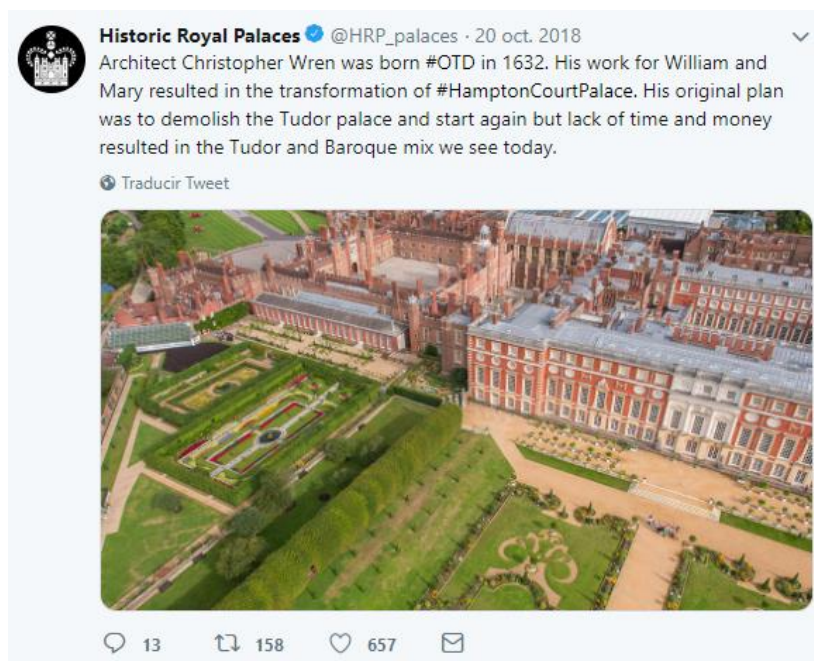 Historic Royal Palaces @HRP_palaces · 20 oct. 2018
Architect Christopher Wren was born #OTD in 1632. His work for William and
Mary resulted in the transformation of #HamptonCourtPalace. His original plan
was to demolish the Tudor palace and start again but lack of time and money
resulted in the Tudor and Baroque mix we see today.
Traducir Tweet
13 158 657